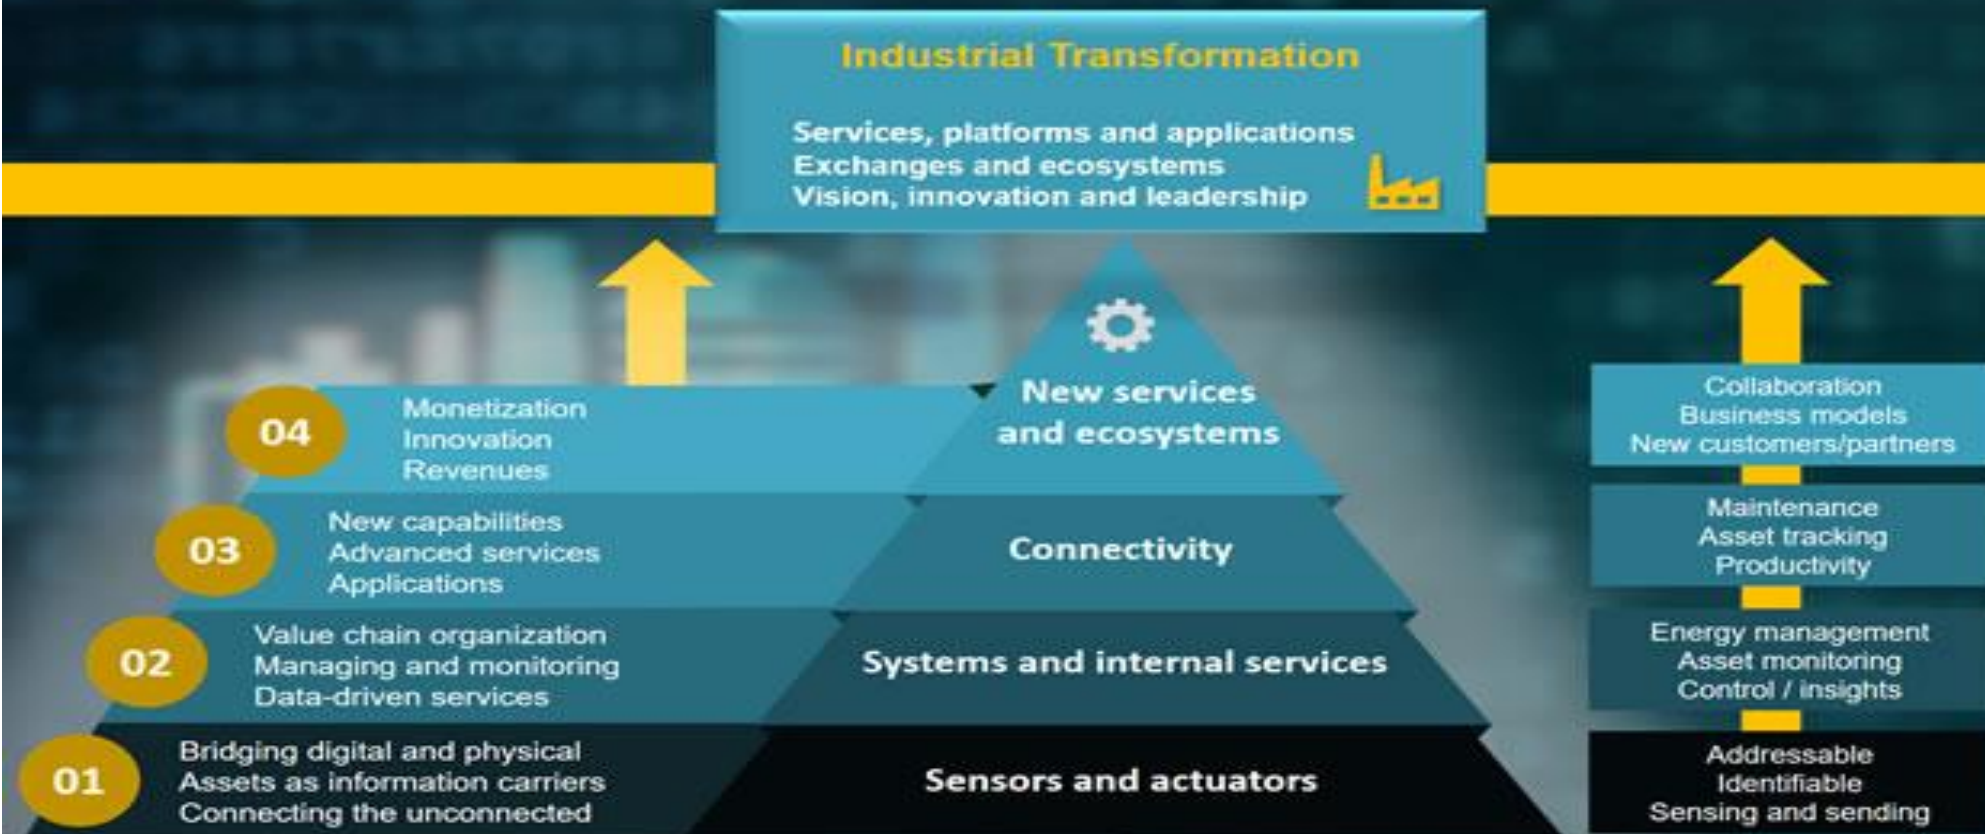 Industrial Transformation
Services, platforms and applications
Exchanges and ecosystems
Vision, innovation and leadership
04
Monetization
Innovation
Revenues
New services
and ecosystems
Collaboration
Business models
New customers/partners
03
New capabilities
Advanced services
Applications
Connectivity
Maintenance
Asset tracking
Productivity
02
Value chain organization
Managing and monitoring
Data-driven services
Systems and internal services
Energy management
Asset monitoring
Control / insights
01
Bridging digital and physical
Assets as information carriers
Connecting the unconnected
Sensors and actuators
Addressable
Identifiable
Sensing and sending